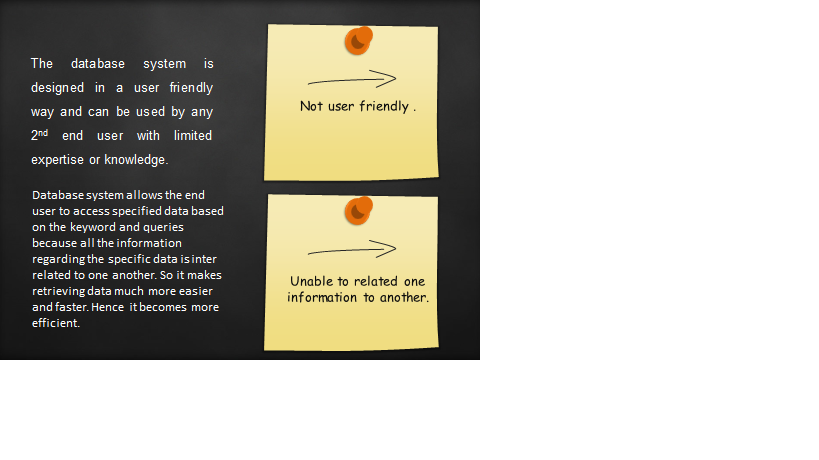 The database system is
designed in a user friendly
way and can be used by any
2nd end user with limited
expertise or knowledge.
Not user friendly .
Database system allows the end
user to access specified data based
on the keyword and queries
because all the information
regarding the specific data is inter
related to one another. So it makes
retrieving data much more easier
and faster. Hence it becomes more
efficient.
Unable to related one
information to another.